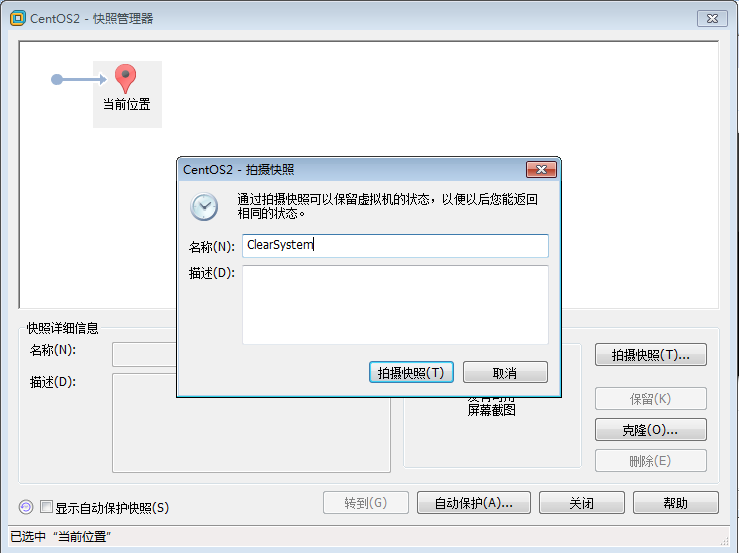 CentOS2 - 快照管理器
当前位置
CentOS2 - 拍摄快照
通过拍摄快照可以保留虚拟机的状态，以便以后您能返回
相同的状态。
名称(N):
ClearSystem
描述(D):
拍摄快照(T)
取消
快照详细信息
名称(N):
描述(D):
屏幕截图
拍摄快照(T)...
保留(K)
克隆(O)...
删除(E)
显示自动保护快照(S)
转到(G)
自动保护(A)...
关闭
帮助
已选中“当前位置”